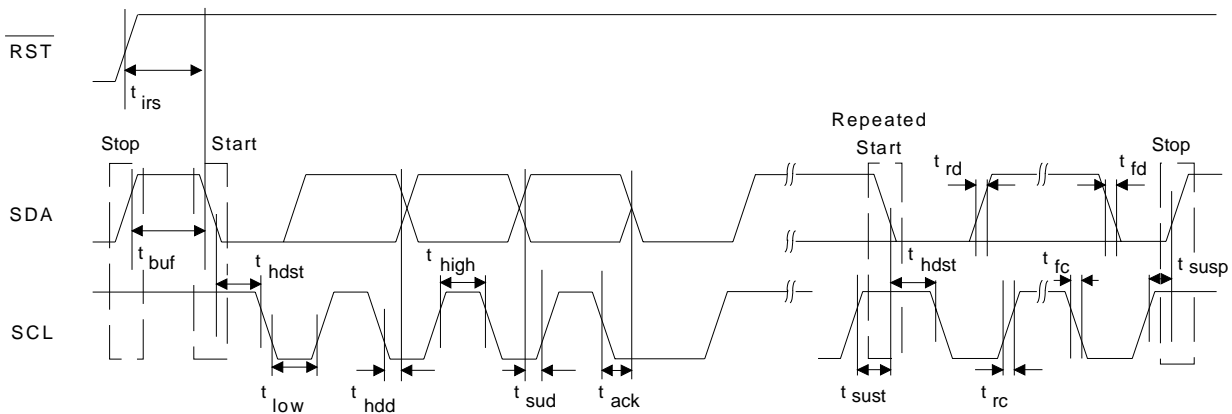 RST
t irs
Repeated
Stop Start Start Stop
t rd t fd
SDA
t buf t hdst t high t hdst t fc t susp
SCL
t low t hdd t sud t ack t sust t rc